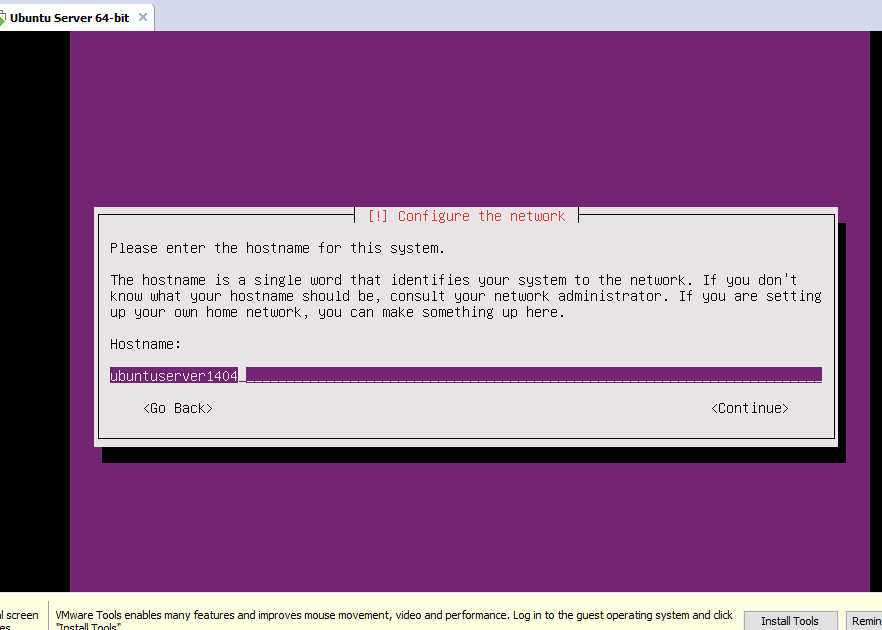 Ubuntu Server 64-bit
[!] Configure the network
Please enter the hostname for this system.
The hostname is a single word that identifies your system to the network. If you don't
know what your hostname should be, consult your network administrator. If you are setting
up your own home network, you can make something up here.
Hostname:
ubuntuserver1404
<Go Back> <Continue>
screen VMware Tools enables many features and improves mouse movement, video and performance. Log in to the guest operating system and click
"Install Tools" Install Tools